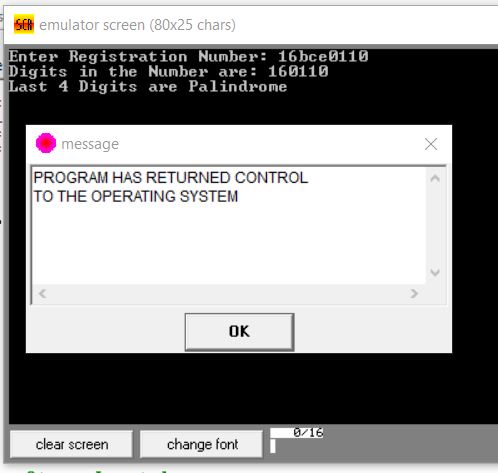 SCR emulator screen (80x25 chars)
Enter Registration Number: 16bce0110
Digits in the Number are: 160110
Last 4 Digits are Palindrome
message
PROGRAM HAS RETURNED CONTROL
TO THE OPERATING SYSTEM
OK
clear screen
change font
0/16